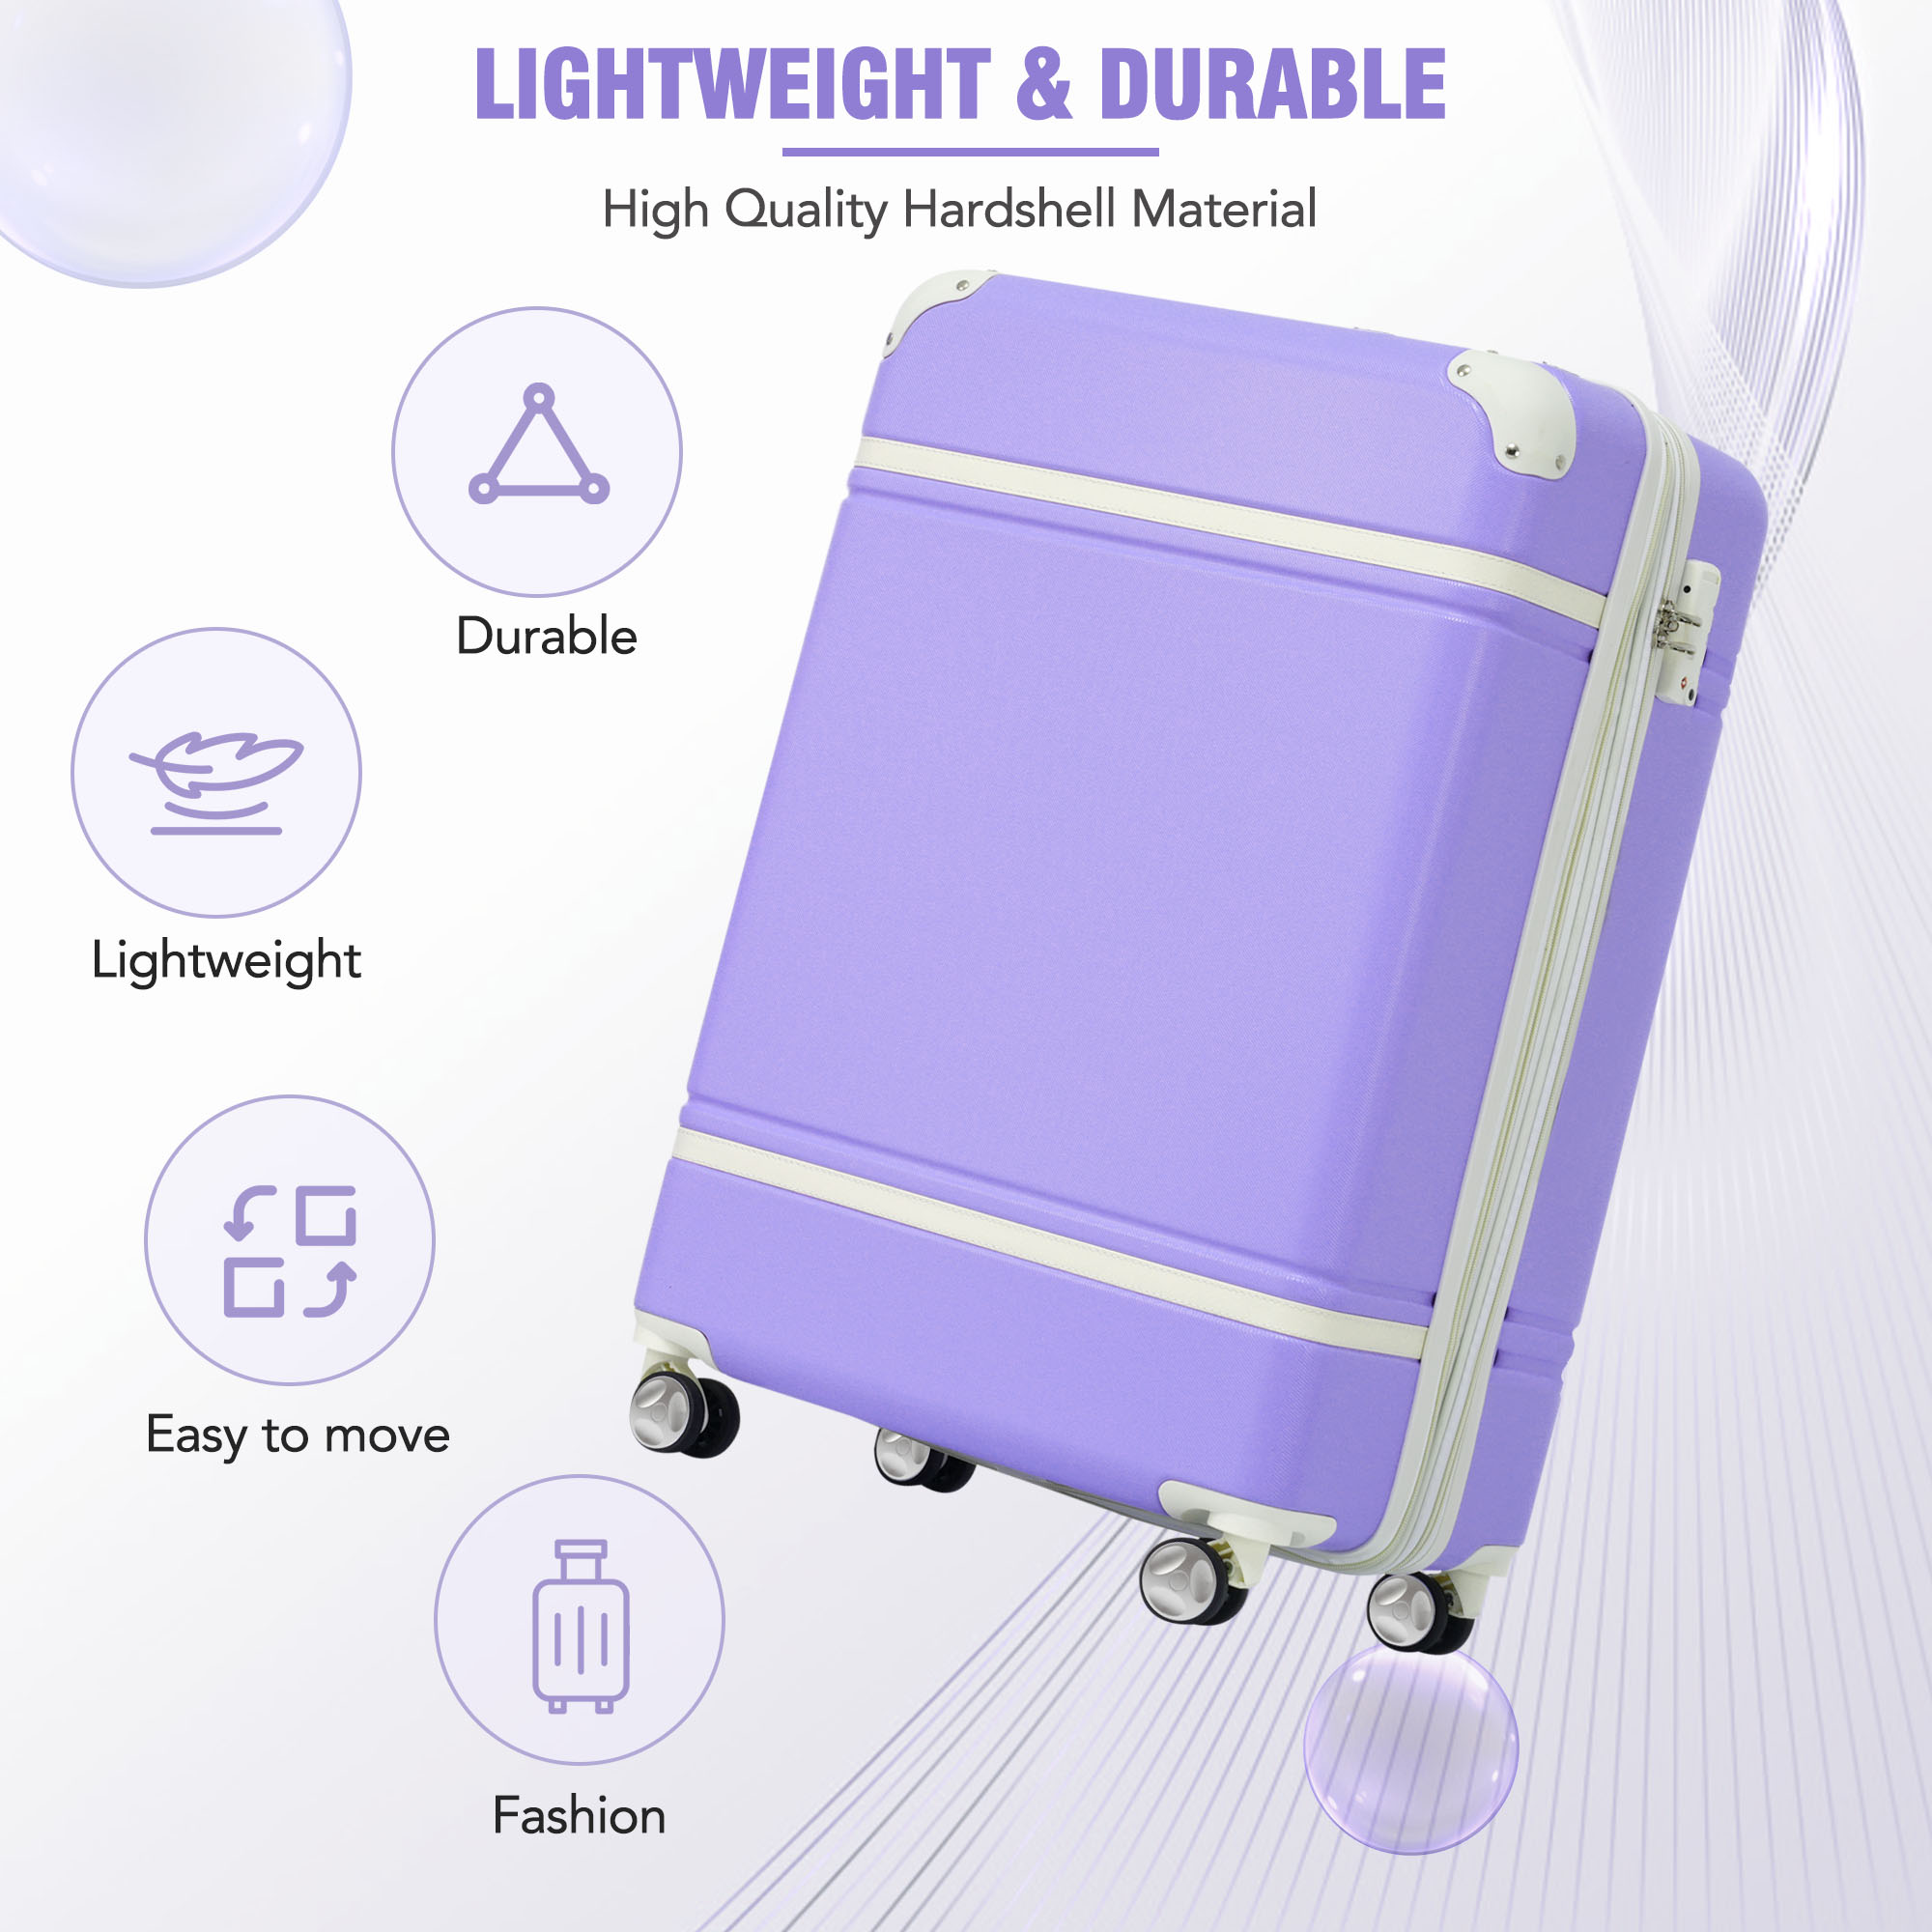 LIGHTWEIGHT & DURABLE
High Quality Hardshell Material
Durable
Lightweight
Easy to move
Fashion